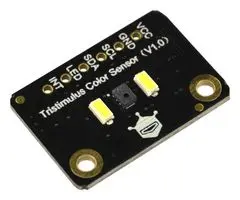 INT LED SDA SCL GND VCC
Tristimulus Color Sensor (V1.0)